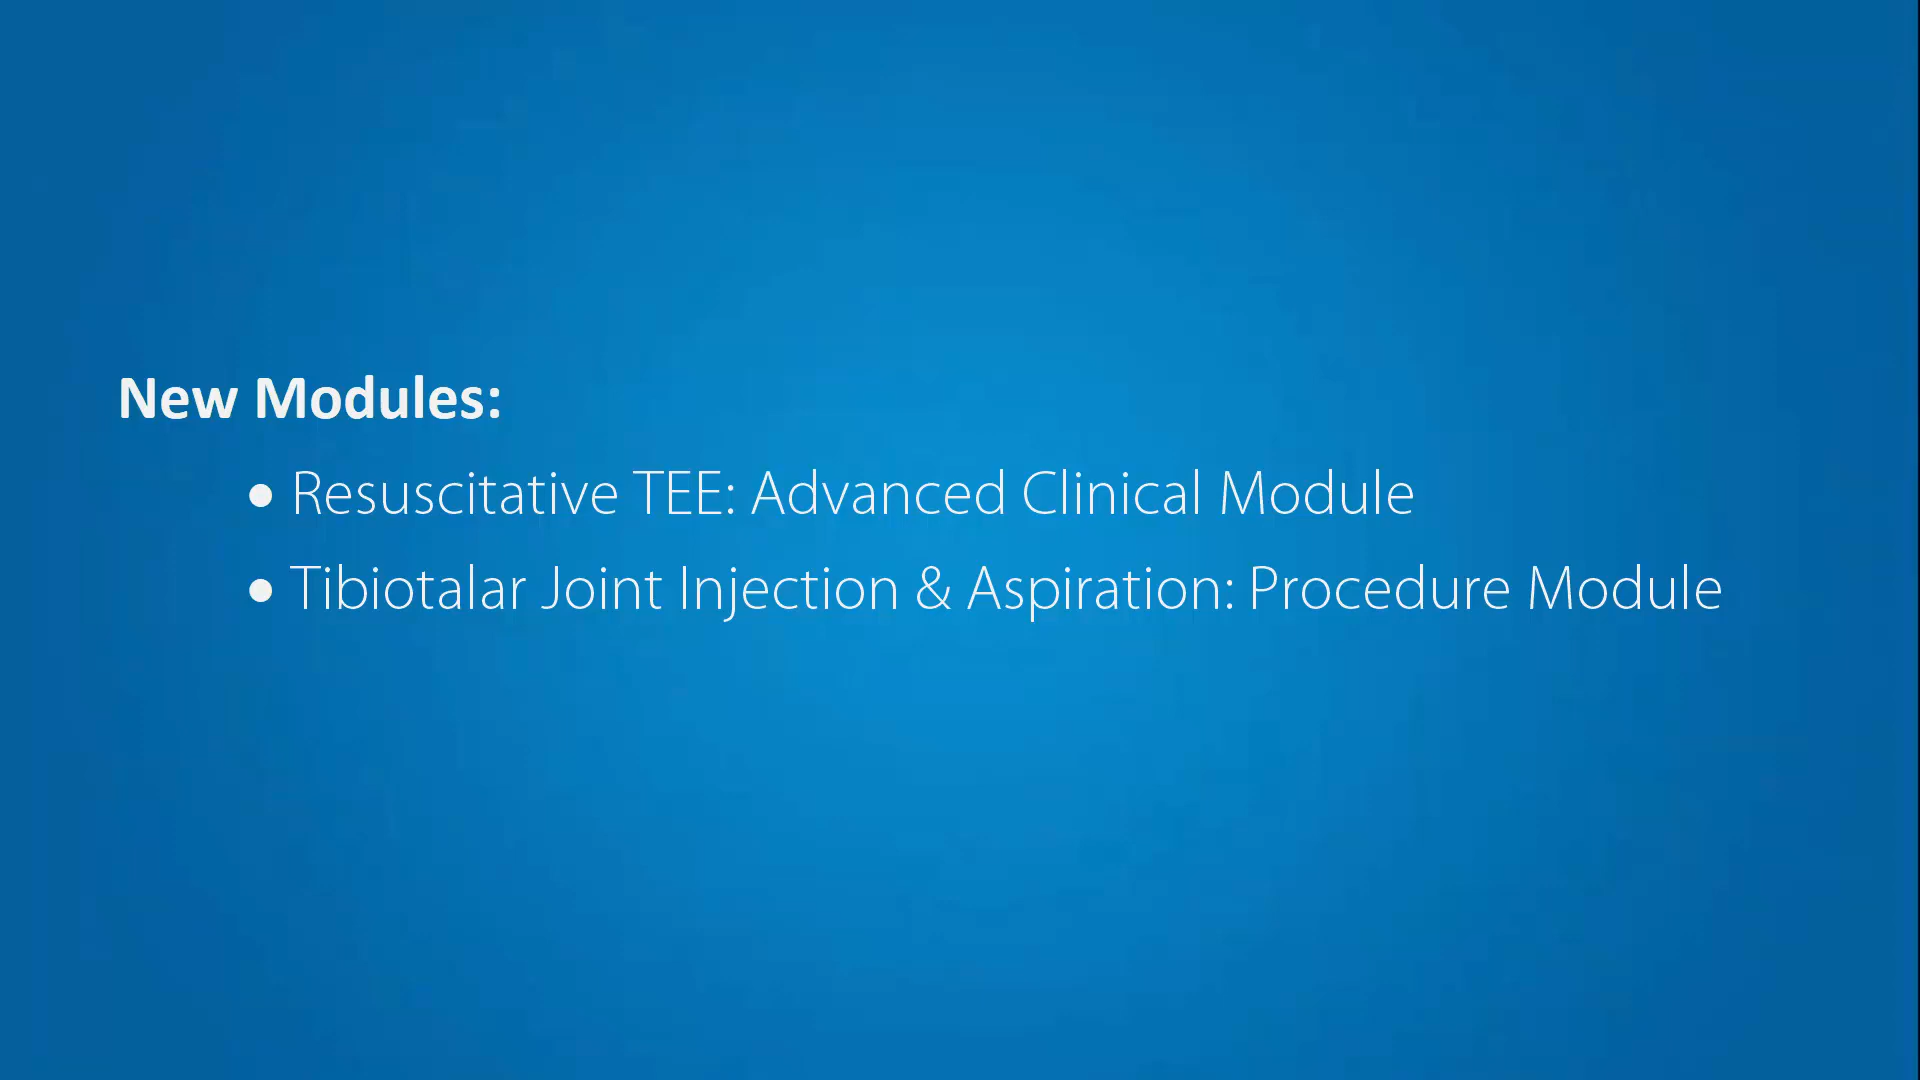 New Modules:
• Resuscitative TEE: Advanced Clinical Module
• Tibiotalar Joint Injection & Aspiration: Procedure Module